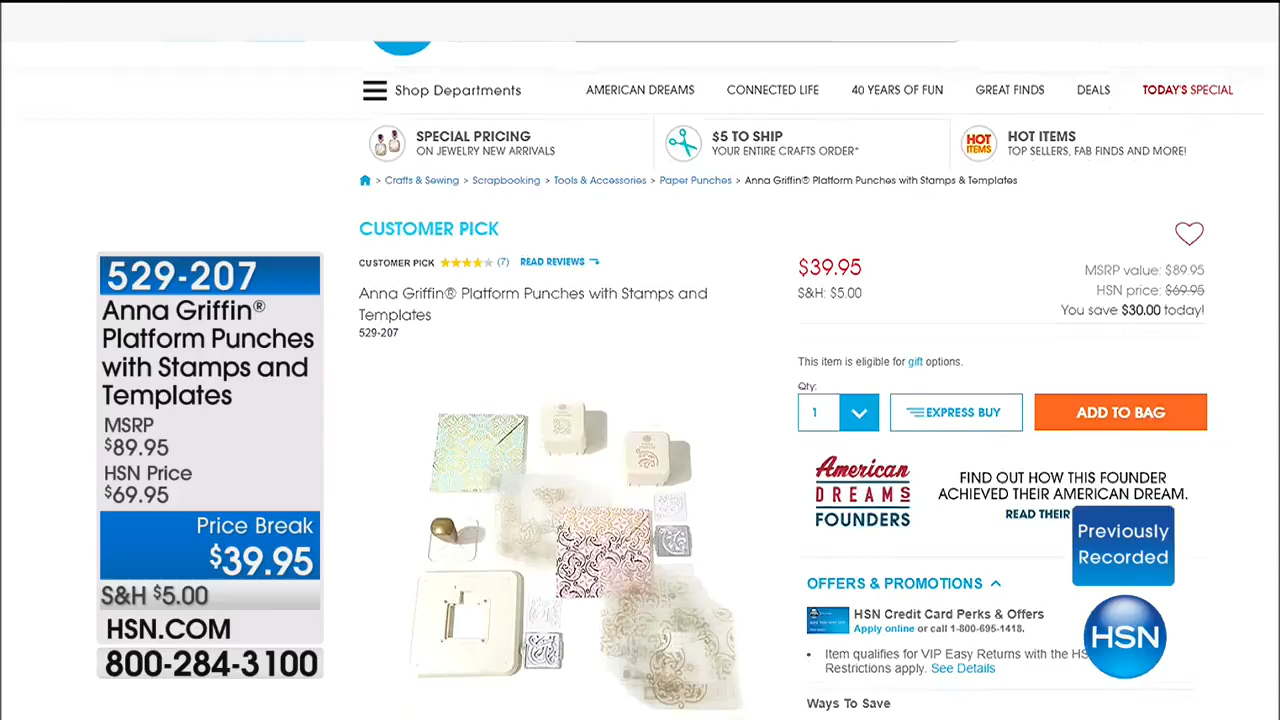 Shop Departments
AMERICAN DREAMS
CONNECTED LIFE
40 YEARS OF FUN
GREAT FINDS
DEALS
TODAY'S SPECIAL
SPECIAL PRICING
ON JEWELRY NEW ARRIVALS
$5 TO SHIP
YOUR ENTIRE CRAFTS ORDER*
HOT ITEMS
HOT ITEMS
TOP SELLERS, FAB FINDS AND MORE!
> Crafts & Sewing > Scrapbooking > Tools & Accessories > Paper Punches > Anna Griffin® Platform Punches with Stamps & Templates
CUSTOMER PICK
CUSTOMER PICK (7) READ REVIEWS
Anna Griffin® Platform Punches with Stamps and
Templates
529-207
$39.95
S&H: $5.00
MSRP value: $89.95
HSN price: $69.95
You save $30.00 today!
This item is eligible for gift options.
Qty:
1
EXPRESS BUY
ADD TO BAG
American
DREAMS
FOUNDERS
FIND OUT HOW THIS FOUNDER
ACHIEVED THEIR AMERICAN DREAM.
READ THEIR
Previously
Recorded
OFFERS & PROMOTIONS
HSN Credit Card Perks & Offers
Apply online or call 1-800-695-1418.
HSN
• Item qualifies for VIP Easy Returns with the HS
Restrictions apply. See Details
Ways To Save
529-207
Anna Griffin®
Platform Punches
with Stamps and
Templates
MSRP
$89.95
HSN Price
$69.95
Price Break
$39.95
S&H $5.00
HSN.COM
800-284-3100